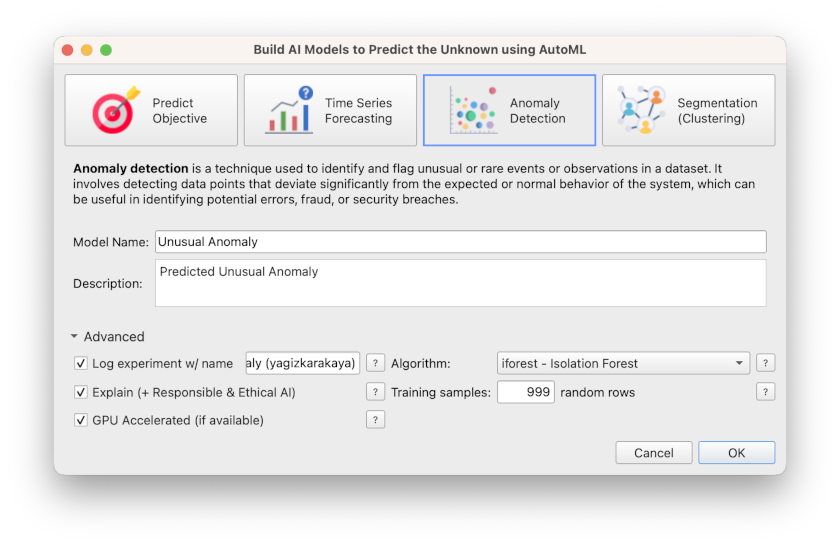 Build AI Models to Predict the Unknown using AutoML
Predict
Objective
?
Time Series
Forecasting
Anomaly
Detection
Segmentation
(Clustering)
Anomaly detection is a technique used to identify and flag unusual or rare events or observations in a dataset. It
involves detecting data points that deviate significantly from the expected or normal behavior of the system, which can
be useful in identifying potential errors, fraud, or security breaches.
Model Name: Unusual Anomaly
Description: Predicted Unusual Anomaly
Advanced
Log experiment w/ name aly (yagizkarakaya) ? Algorithm: iforest - Isolation Forest ?
Explain (+ Responsible & Ethical AI) ? Training samples: 999 random rows ?
GPU Accelerated (if available) ?
Cancel OK